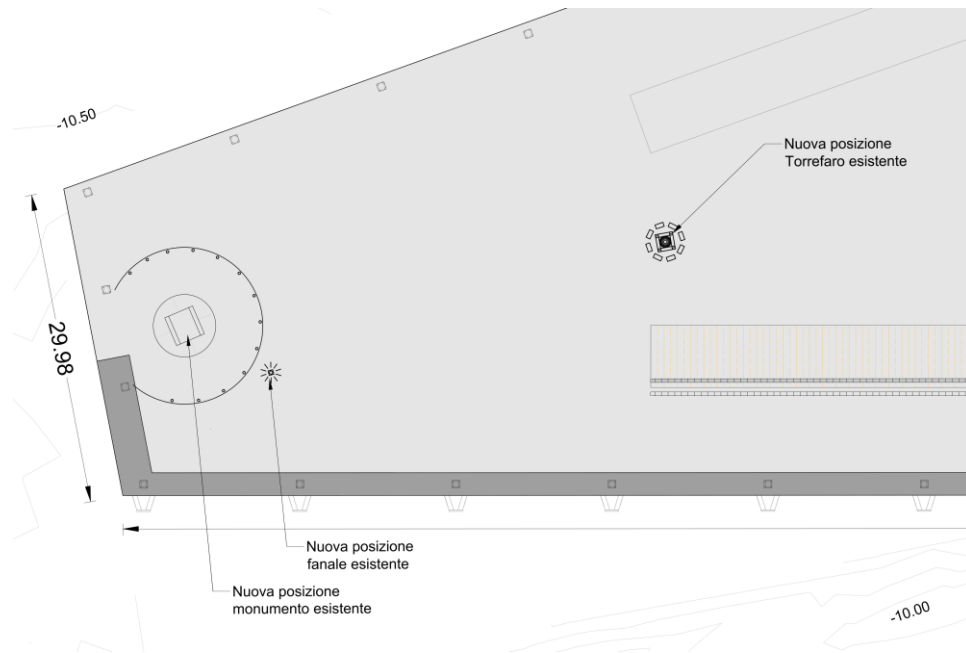 -10.50
Nuova posizione
Torrefaro esistente
29.98
Nuova posizione
fanale esistente
Nuova posizione
monumento esistente
-10.00